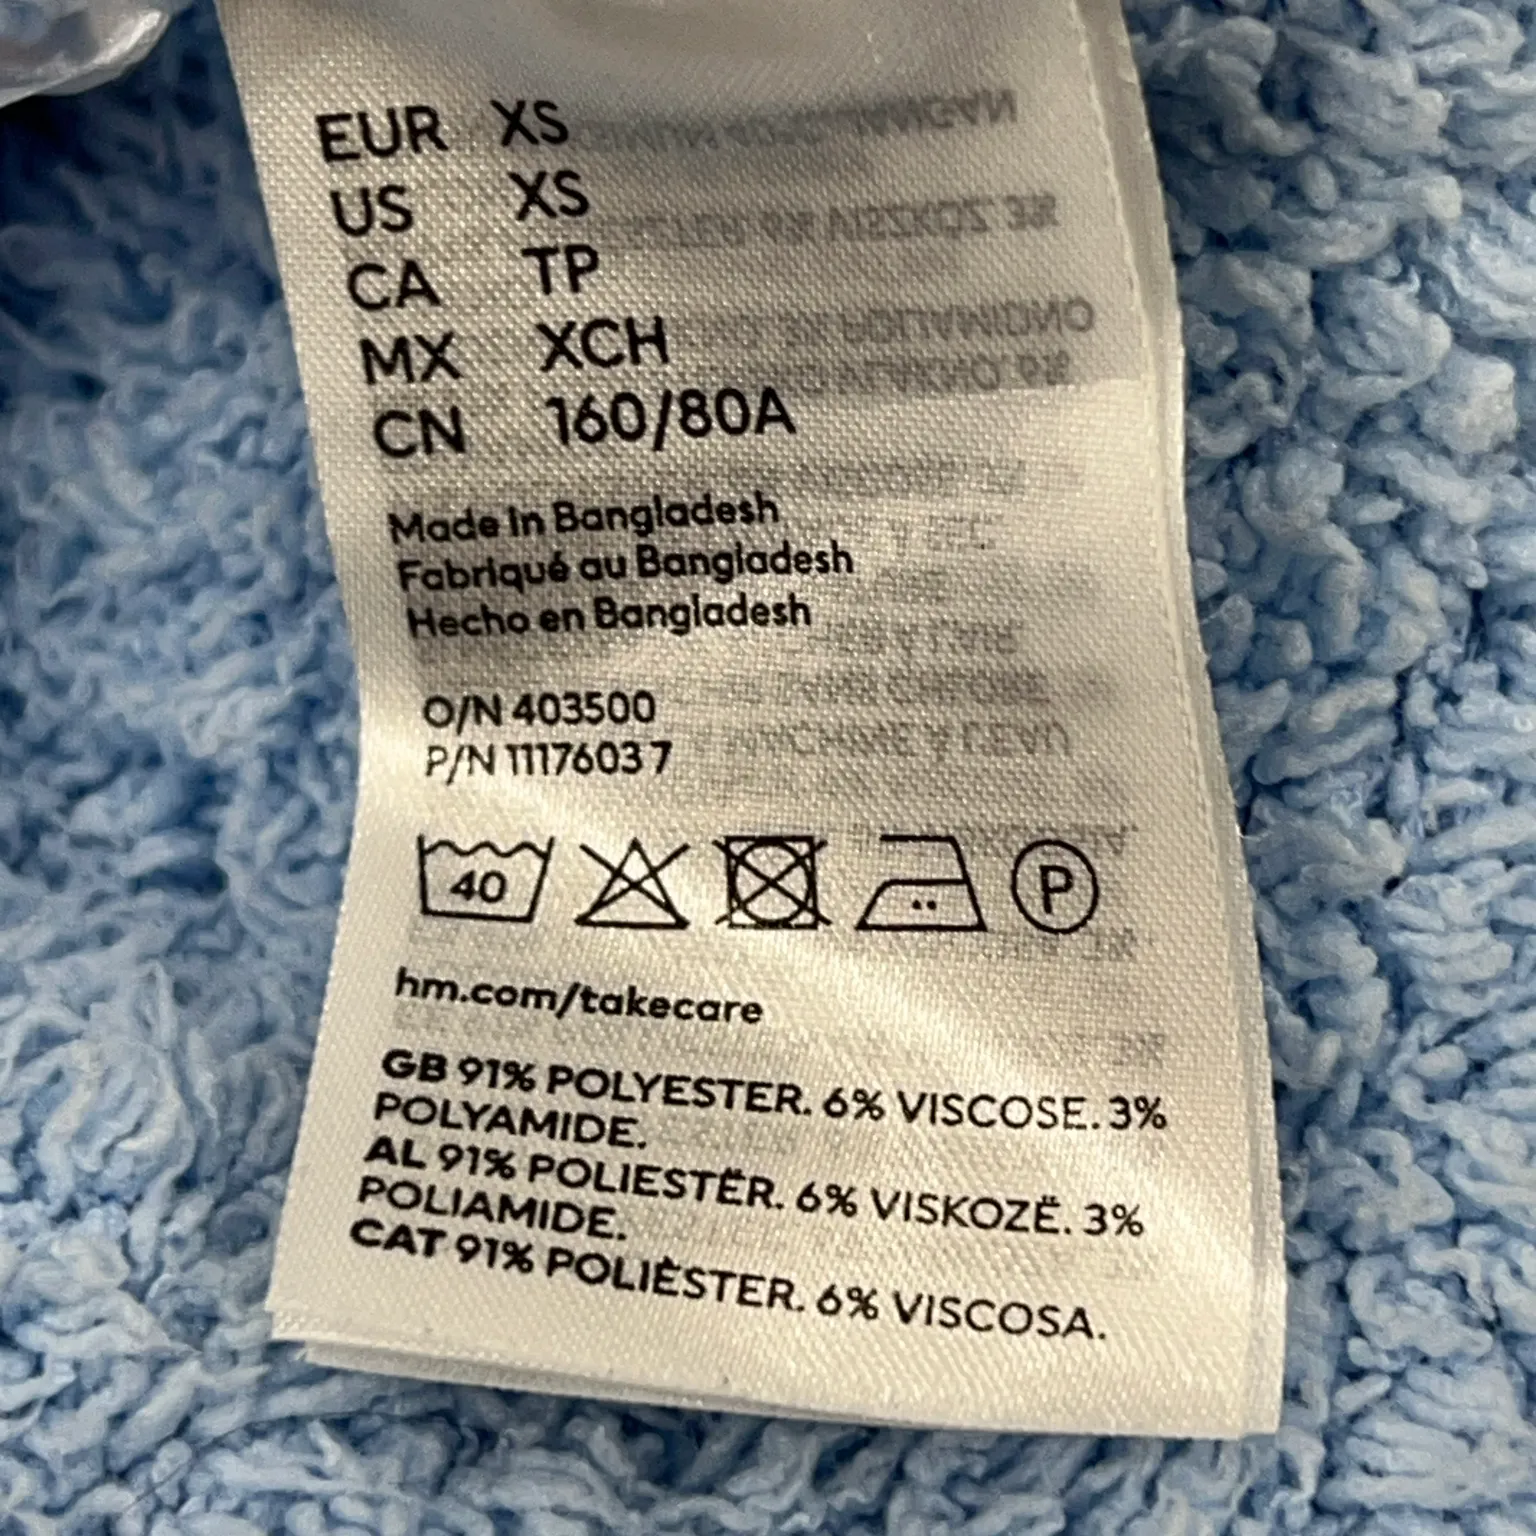 EUR XS
US XS
CA TP
MX XCH
CN 160/80A
Made in Bangladesh
Fabriqué au Bangladesh
Hecho en Bangladesh
O/N 403500
P/N 1117603 7
40
P
hm.com/takecare
GB 91% POLYESTER. 6% VISCOSE. 3%
POLYAMIDE.
AL 91% POLIESTËR. 6% VISKOZË. 3%
POLIAMIDE.
CAT 91% POLIÈSTER. 6% VISCOSA.